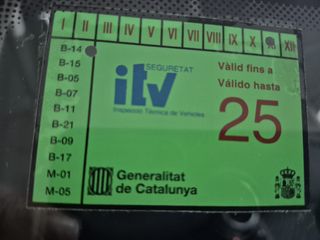 I II III IV V VI VII VIII IX X XII
B-14
B-15
B-05
B-07
B-11
B-21
B-09
B-17
M-01
M-05
SEGURETAT
itv
Inspecció Tècnica de Vehicles
Vàlid fins a
Válido hasta
25
Generalitat
de Catalunya